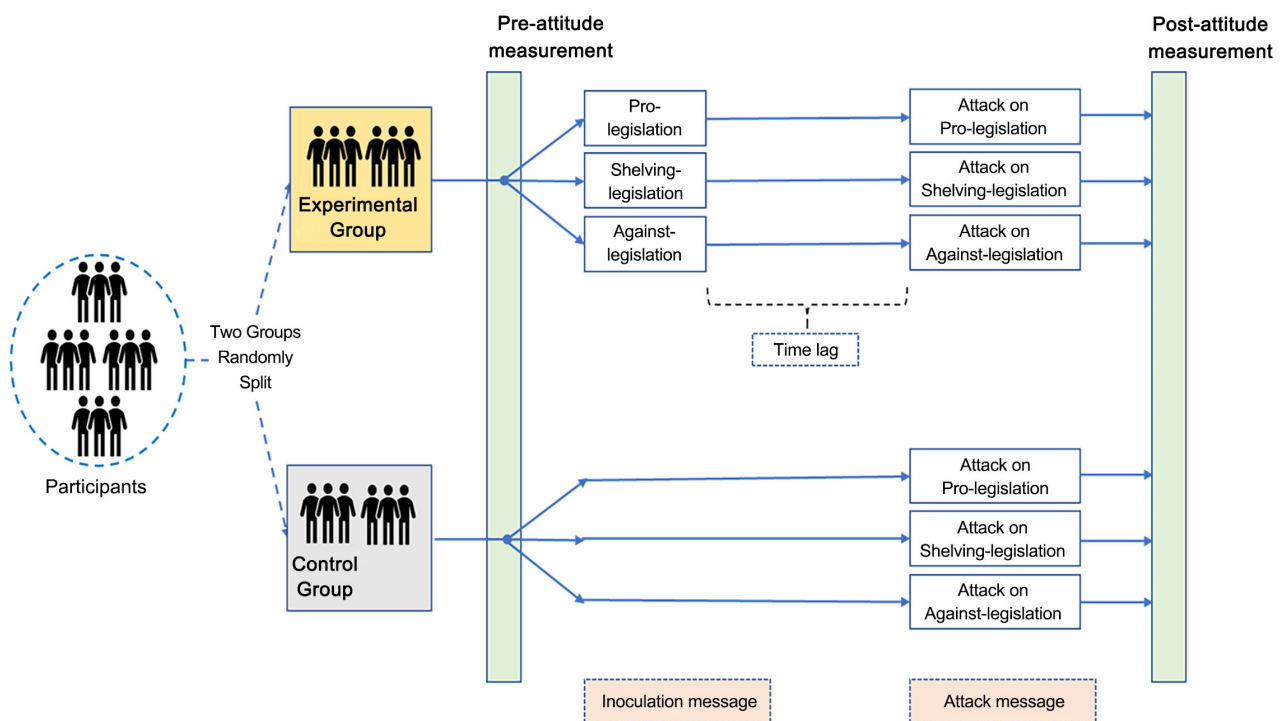 Pre-attitude
measurement
Post-attitude
measurement
Pro-
legislation
Attack on
Pro-legislation
Experimental
Group
Shelving-
legislation
Attack on
Shelving-legislation
Against-
legislation
Attack on
Against-legislation
Two Groups
Randomly
Split
Time lag
Participants
Control
Group
Attack on
Pro-legislation
Attack on
Shelving-legislation
Attack on
Against-legislation
Inoculation message
Attack message